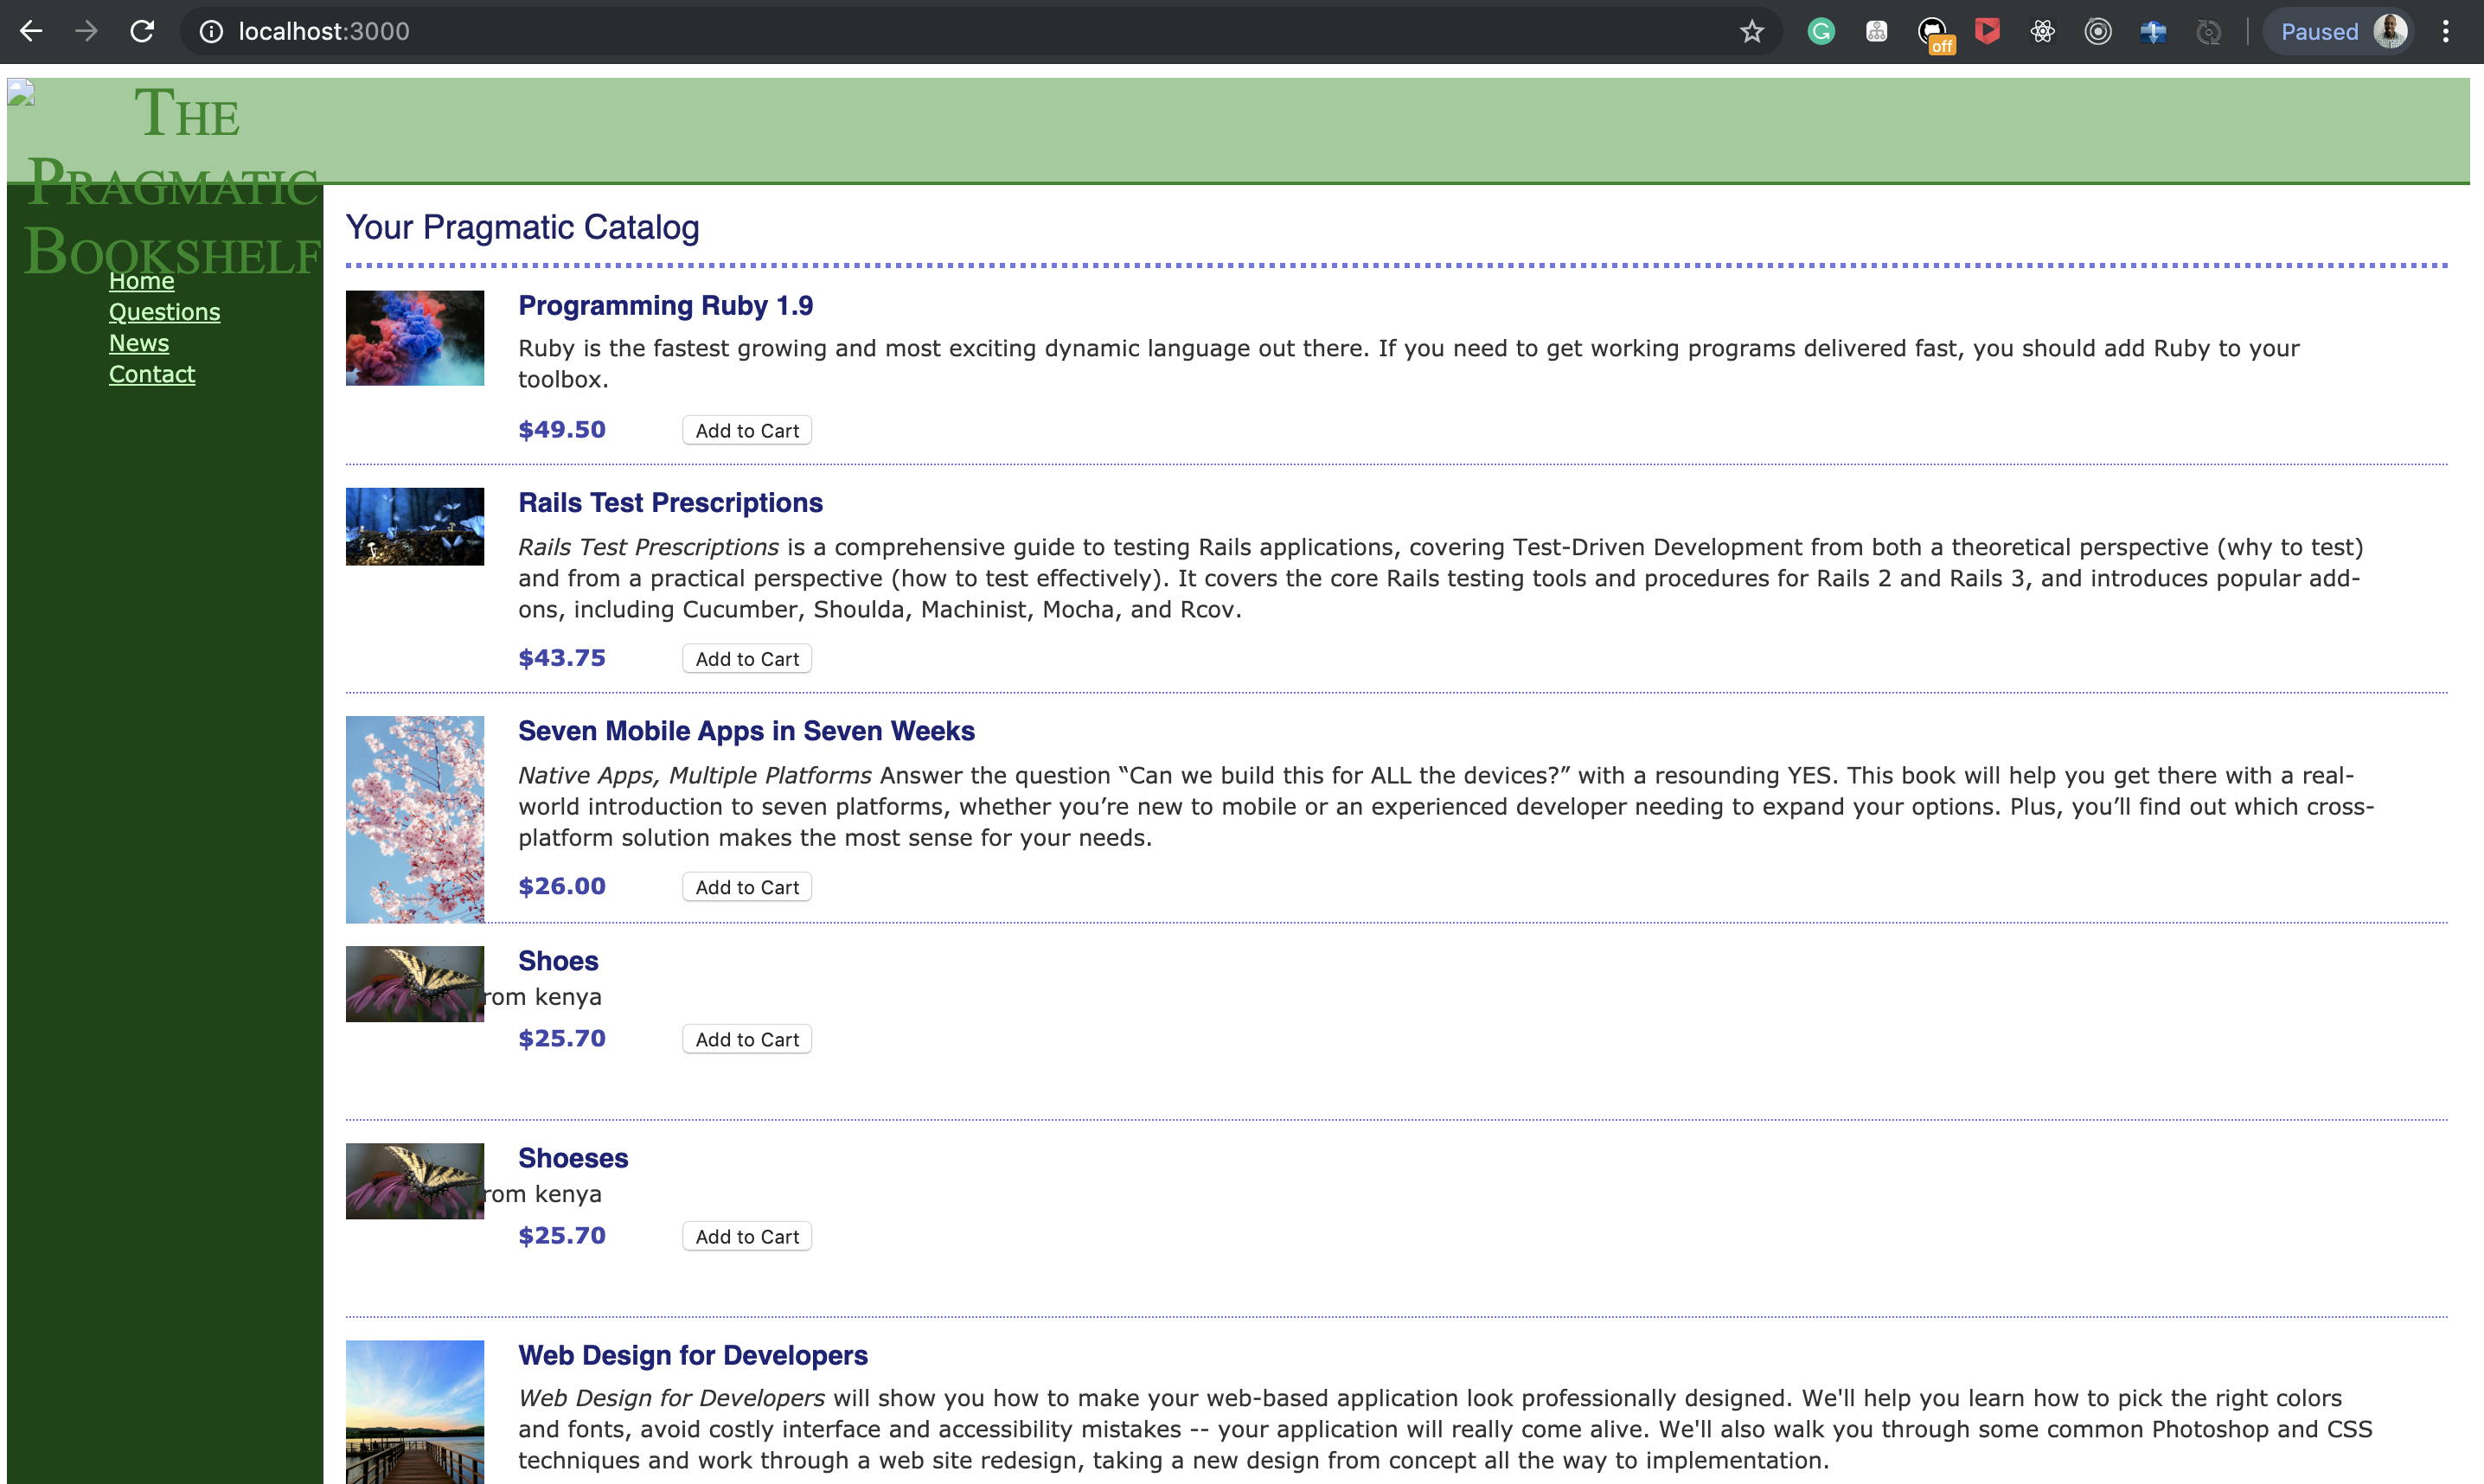 localhost:3000
off
Paused
THE
PRAGMATIC
BOOKSHELF
Home
Questions
News
Contact
Your Pragmatic Catalog
Programming Ruby 1.9
Ruby is the fastest growing and most exciting dynamic language out there. If you need to get working programs delivered fast, you should add Ruby to your
toolbox.
$49.50 Add to Cart
Rails Test Prescriptions
Rails Test Prescriptions is a comprehensive guide to testing Rails applications, covering Test-Driven Development from both a theoretical perspective (why to test)
and from a practical perspective (how to test effectively). It covers the core Rails testing tools and procedures for Rails 2 and Rails 3, and introduces popular add-
ons, including Cucumber, Shoulda, Machinist, Mocha, and Rcov.
$43.75 Add to Cart
Seven Mobile Apps in Seven Weeks
Native Apps, Multiple Platforms Answer the question “Can we build this for ALL the devices?” with a resounding YES. This book will help you get there with a real-
world introduction to seven platforms, whether you’re new to mobile or an experienced developer needing to expand your options. Plus, you’ll find out which cross-
platform solution makes the most sense for your needs.
$26.00 Add to Cart
Shoes
rom kenya
$25.70 Add to Cart
Shoeses
rom kenya
$25.70 Add to Cart
Web Design for Developers
Web Design for Developers will show you how to make your web-based application look professionally designed. We'll help you learn how to pick the right colors
and fonts, avoid costly interface and accessibility mistakes -- your application will really come alive. We'll also walk you through some common Photoshop and CSS
techniques and work through a web site redesign, taking a new design from concept all the way to implementation.